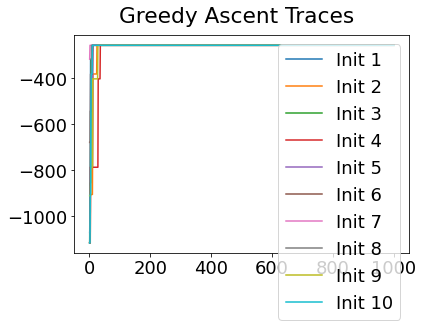 Greedy Ascent Traces
−400
−600
−800
−1000
0
200
400
600
800
1000
Init 1
Init 2
Init 3
Init 4
Init 5
Init 6
Init 7
Init 8
Init 9
Init 10